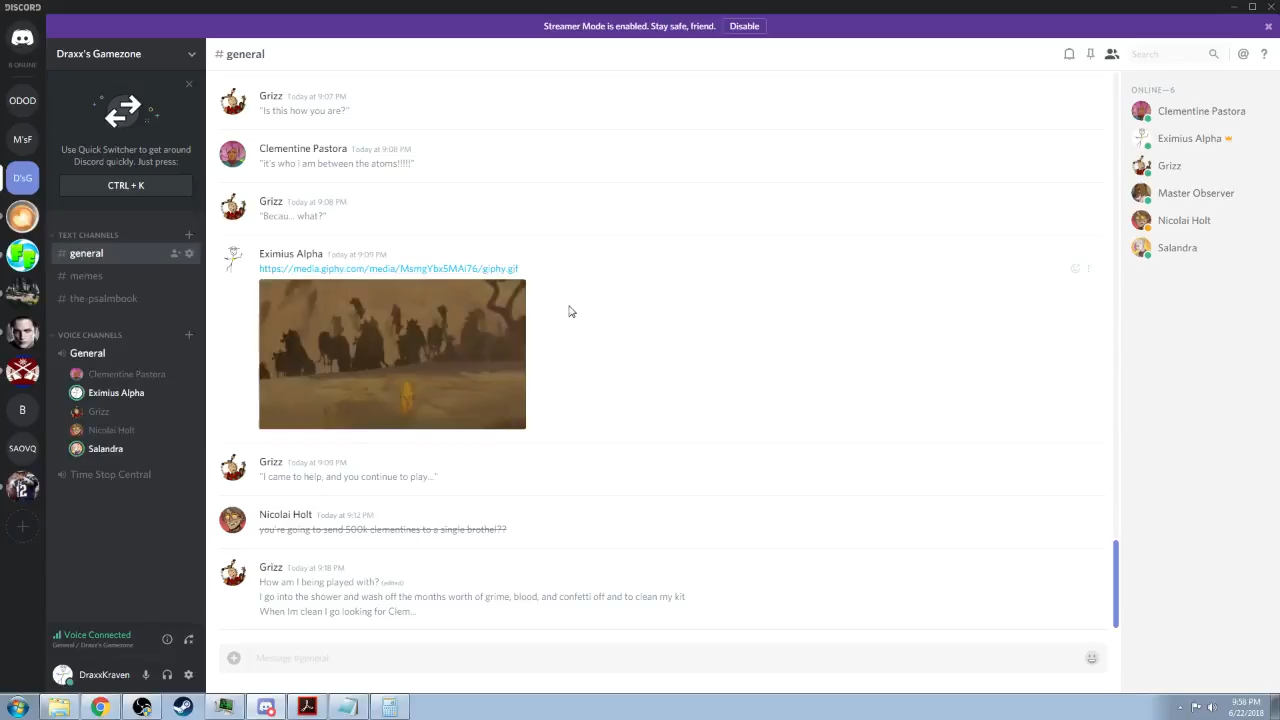 DISCORD
Streamer Mode is enabled. Stay safe, friend. Disable
6 ONLINE
Draxx's Gamezone
# general
Search
@ ?
ZOD
M'F
D'sG
B
SAOVQ
Use Quick Switcher to get around
Discord quickly. Just press:
CTRL + K
TEXT CHANNELS
# general
# memes
# the-psalmbook
VOICE CHANNELS
General
Clementine Pastora
Eximius Alpha
Grizz
Nicolai Holt
Salandra
Time Stop Central
Voice Connected
General / Draxx's Gamezone
DraxxKraven
Grizz Today at 9:07 PM
"Is this how you are?"
Clementine Pastora Today at 9:08 PM
"it's who i am between the atoms!!!!!"
Grizz Today at 9:08 PM
"Becau... what?"
Eximius Alpha Today at 9:09 PM
https://media.giphy.com/media/MsmgYbx5MAi76/giphy.gif
Grizz Today at 9:09 PM
"I came to help, and you continue to play..."
Nicolai Holt Today at 9:12 PM
you're going to send 500k clementines to a single brothel??
Grizz Today at 9:18 PM
How am I being played with? (edited)
I go into the shower and wash off the months worth of grime, blood, and confetti off and to clean my kit
When Im clean I go looking for Clem...
Message #general
ONLINE—6
Clementine Pastora
Eximius Alpha
Grizz
Master Observer
Nicolai Holt
Salandra
9:58 PM
6/22/2018